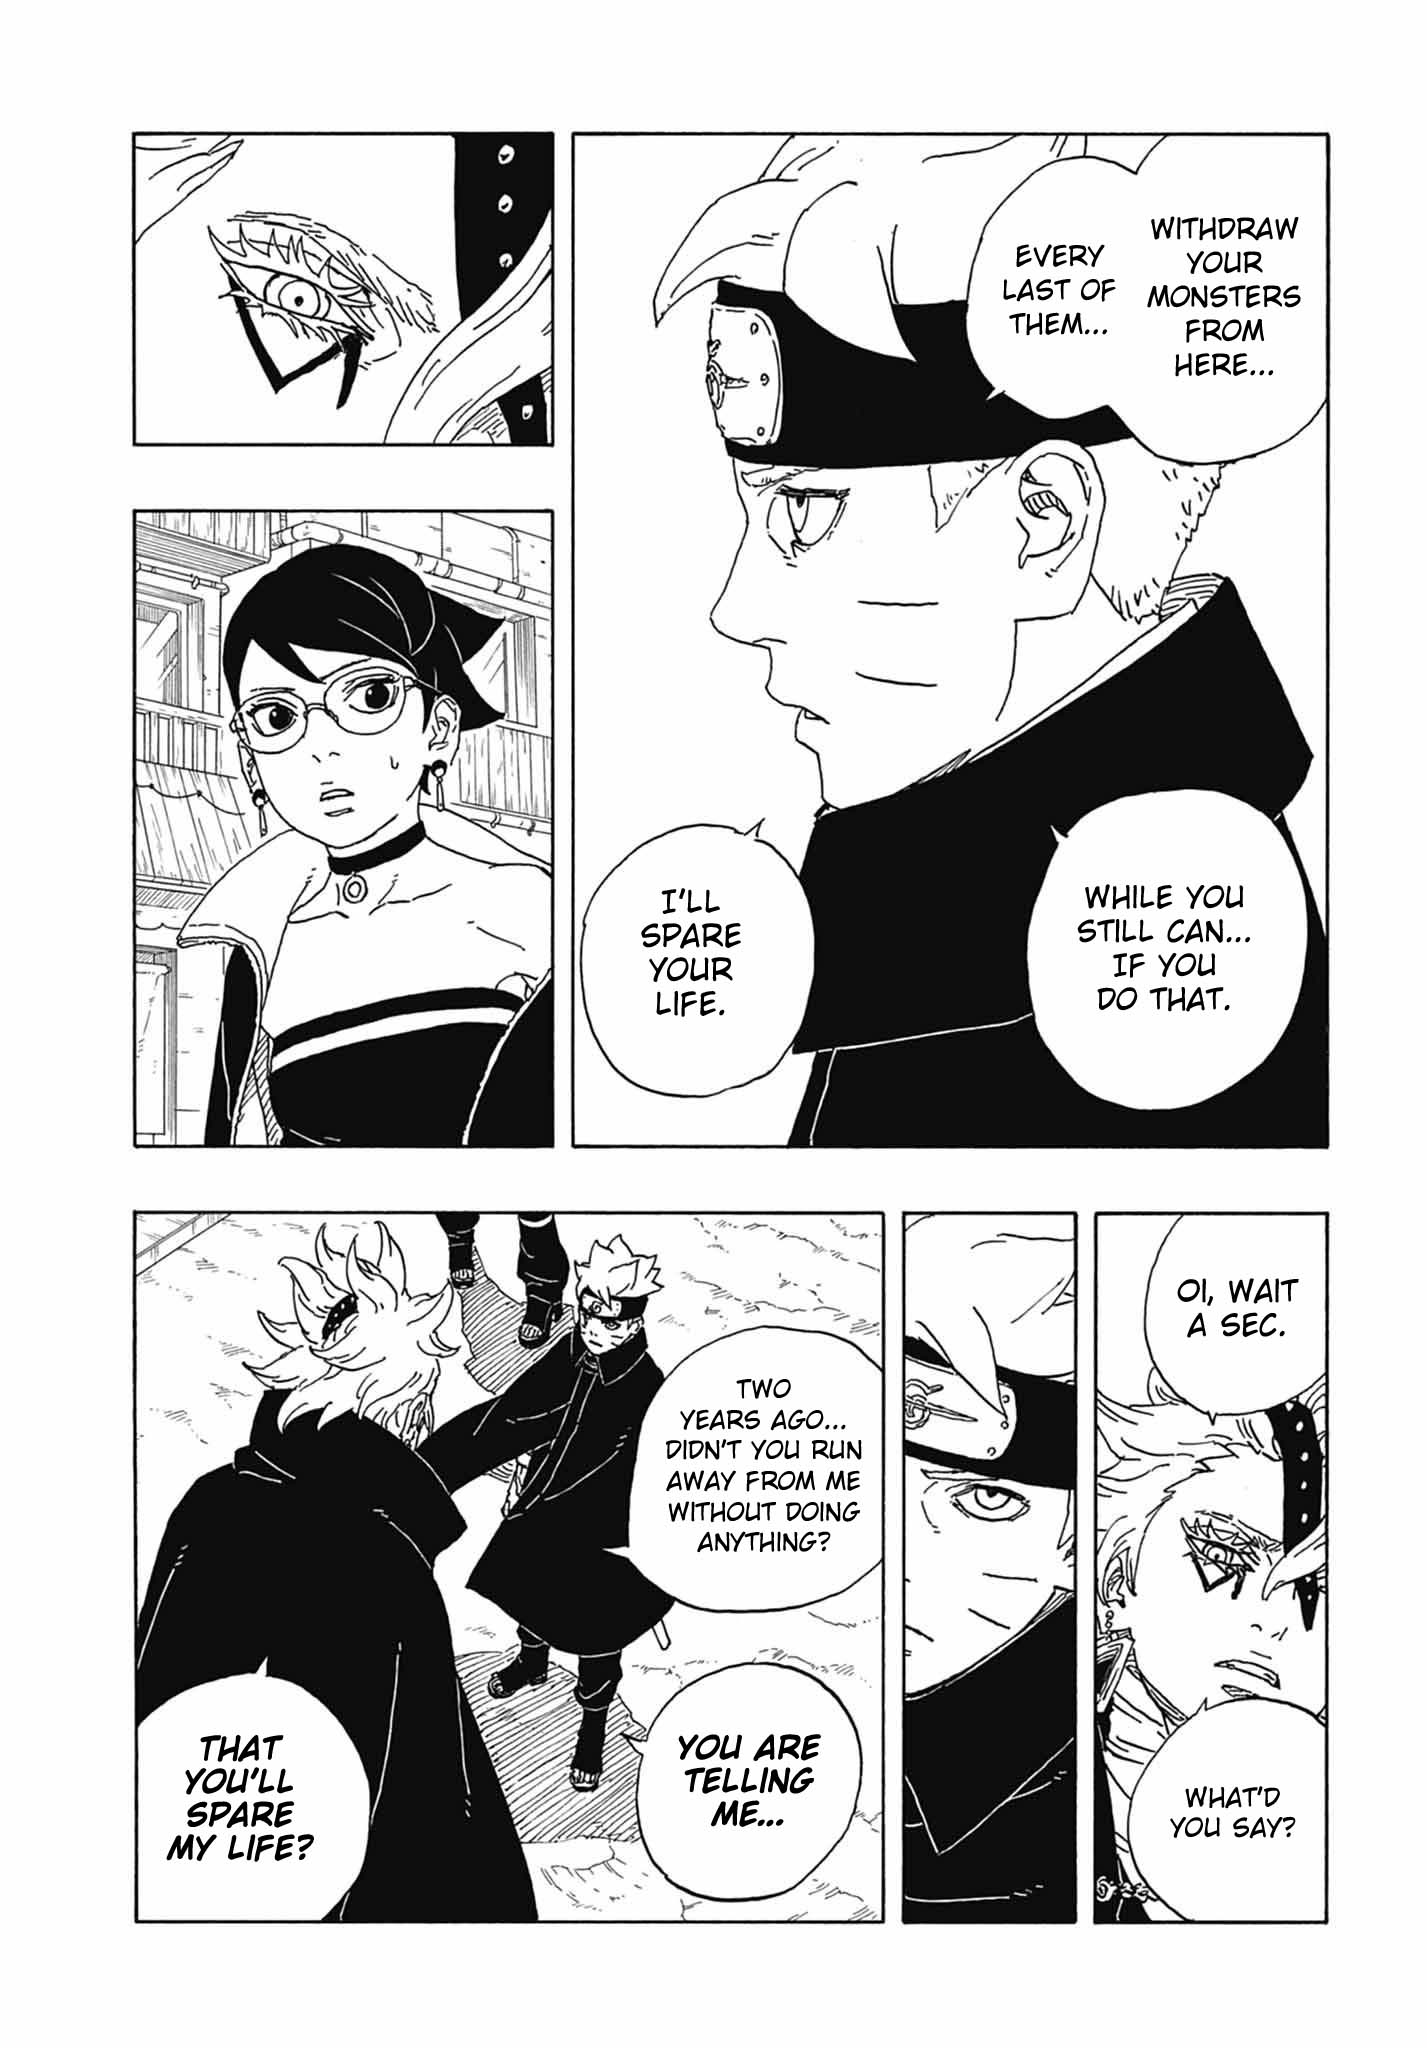 WITHDRAW
YOUR
MONSTERS
FROM
HERE...
EVERY
LAST OF
THEM...
WHILE YOU
STILL CAN...
IF YOU
DO THAT.
I'LL
SPARE
YOUR
LIFE.
OI, WAIT
A SEC.
WHAT'D
YOU SAY?
TWO
YEARS AGO...
DIDN'T YOU RUN
AWAY FROM ME
WITHOUT DOING
ANYTHING?
YOU ARE
TELLING
ME...
THAT
YOU'LL
SPARE
MY LIFE?